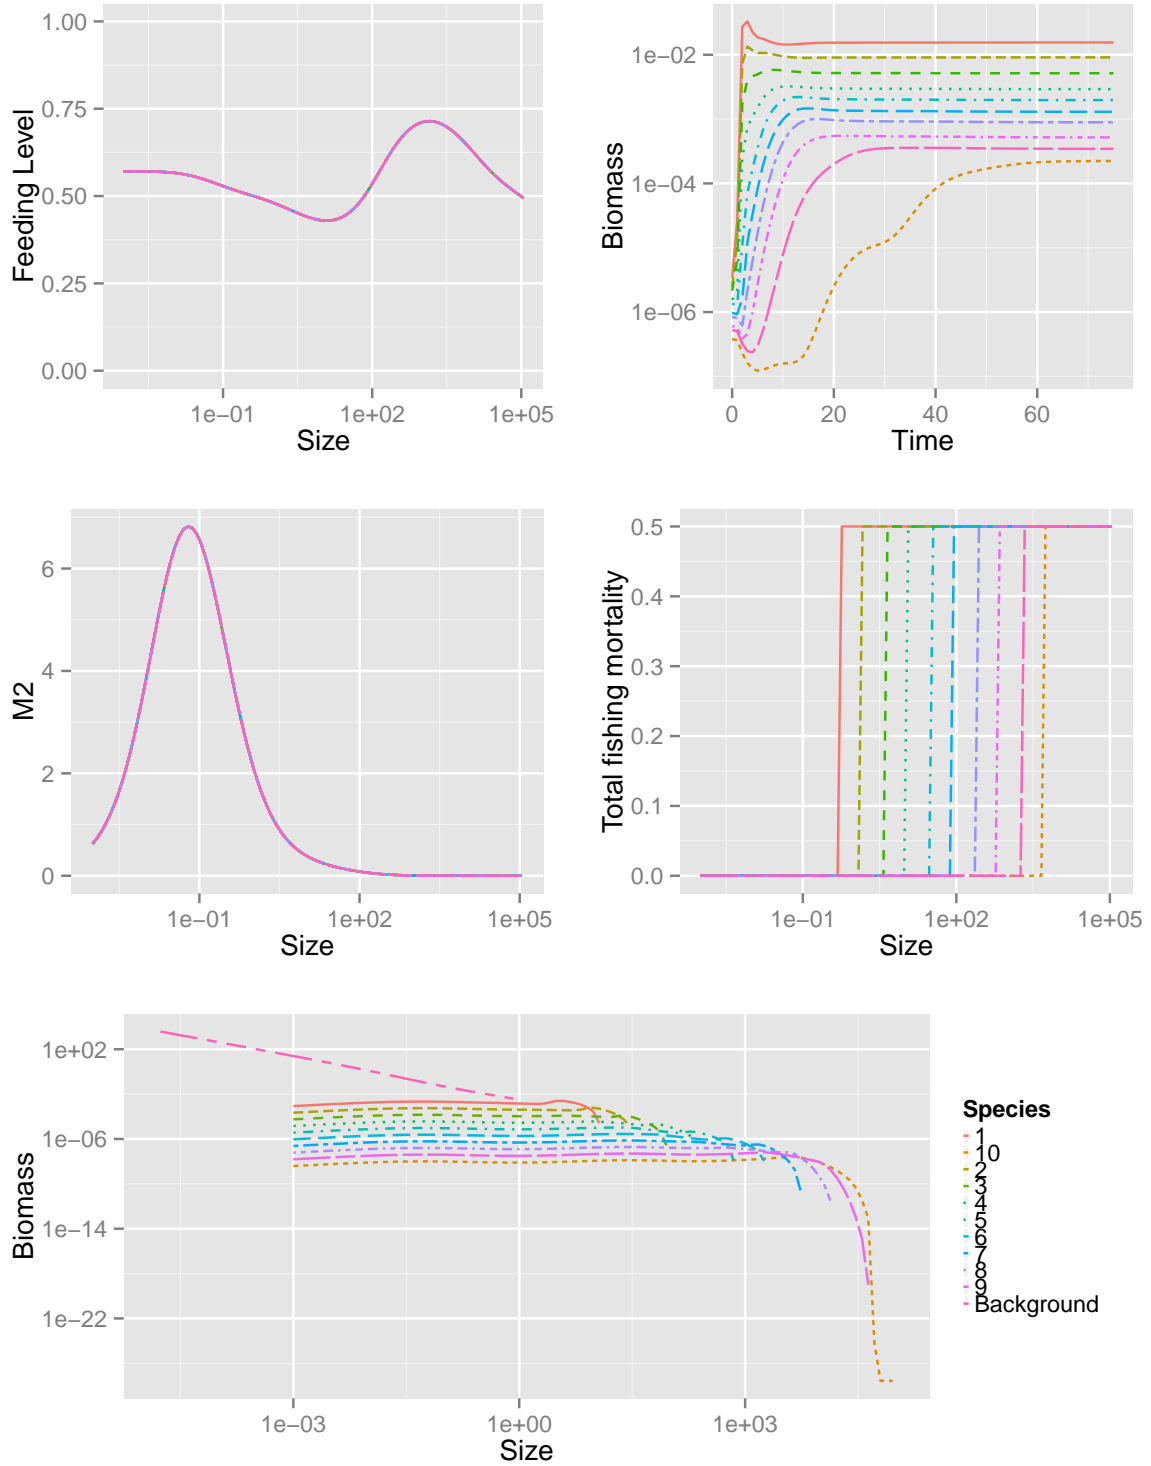 1.00
0.75
0.50
0.25
0.00
Feeding Level
1e−01
1e+02
1e+05
Size
1e−02
1e−04
1e−06
Biomass
0
20
40
60
Time
6
4
2
0
M2
1e−01
1e+02
1e+05
Size
0.5
0.4
0.3
0.2
0.1
0.0
Total fishing mortality
1e−01
1e+02
1e+05
Size
1e+02
1e−06
1e−14
1e−22
Biomass
1e−03
1e+00
1e+03
Size
Species
1
10
2
3
4
5
6
7
8
9
Background